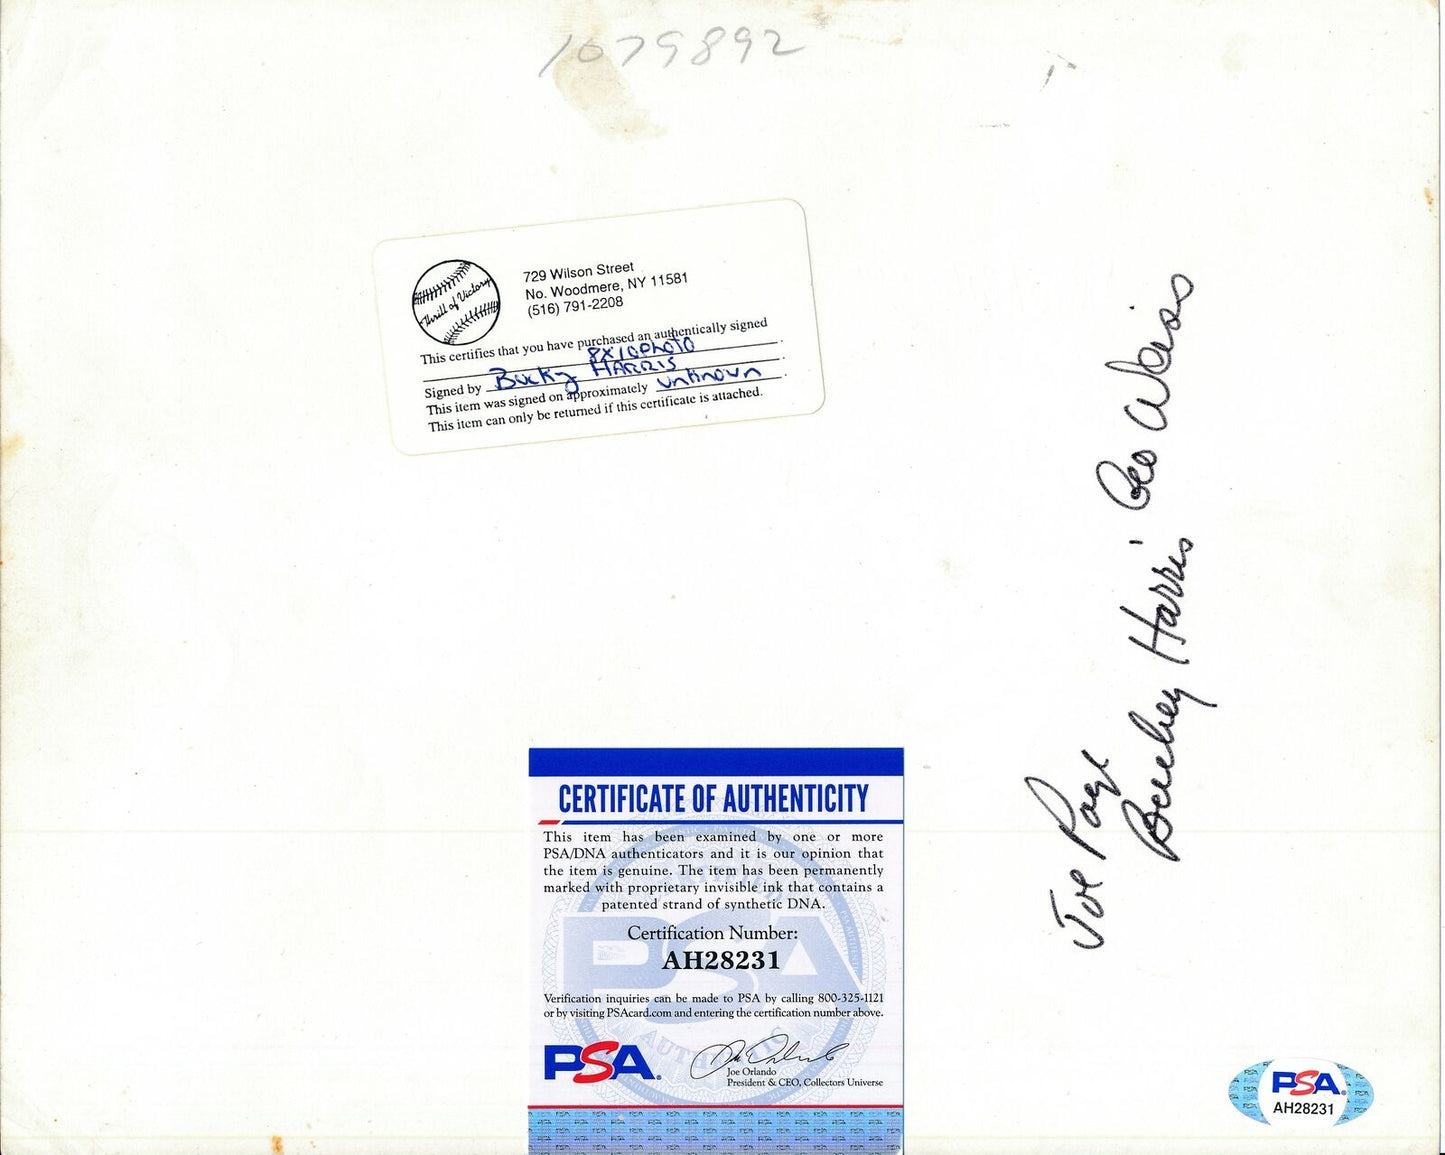 1079892
Thrill of Victory
729 Wilson Street
No. Woodmere, NY 11581
(516) 791-2208
This certifies that you have purchased an authentically signed
8X10 PHOTO
Signed by Bucky HARRIS
This item was signed on approximately unknown
This item can only be returned if this certificate is attached.
Joe Page
Bucky Harris Geo Weiss
CERTIFICATE OF AUTHENTICITY
This item has been examined by one or more
PSA/DNA authenticators and it is our opinion that
the item is genuine. The item has been permanently
marked with proprietary invisible ink that contains a
patented strand of synthetic DNA.
Certification Number:
AH28231
Verification inquiries can be made to PSA by calling 800-325-1121
or by visiting PSAcard.com and entering the certification number above.
PSA
Joe Orlando
President & CEO, Collectors Universe
PSA
AH28231